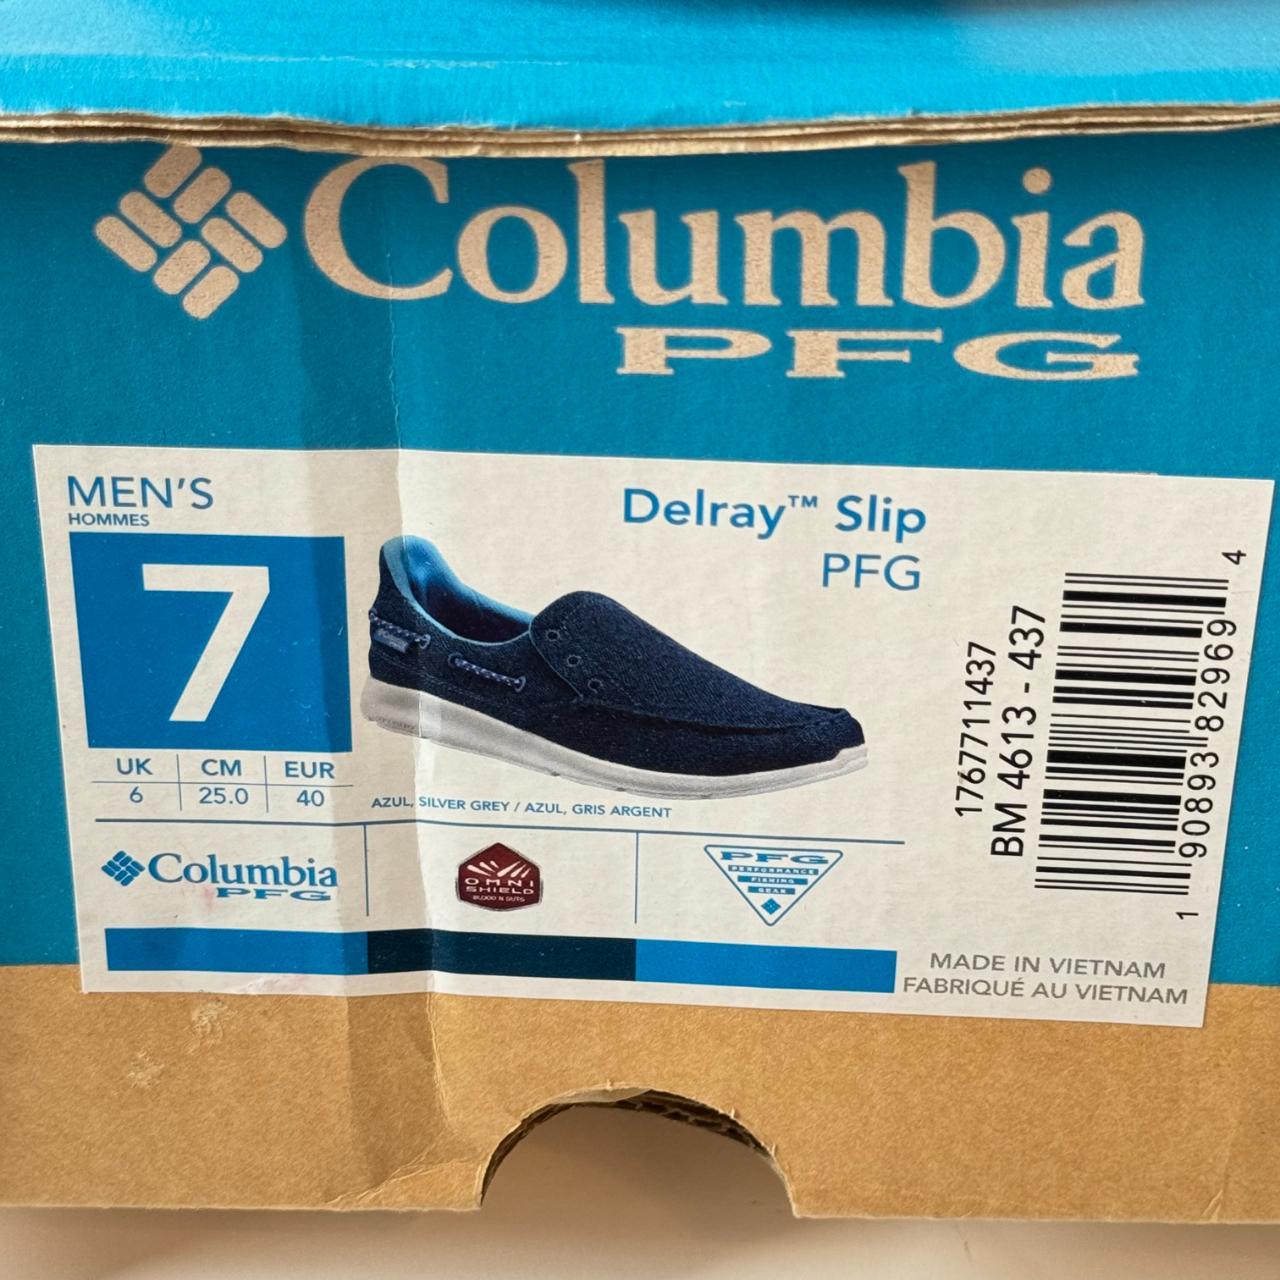 Columbia
PFG
MEN'S
HOMMES
7
UK CM EUR
6 25.0 40
Delray™ Slip
PFG
AZUL, SILVER GREY / AZUL, GRIS ARGENT
Columbia
PFG
OMNI
SHIELD
BLOOD N GUTS
PFG
PERFORMANCE
FISHING
GEAR
1767711437
BM 4613 - 437
1 90893 82969 4
MADE IN VIETNAM
FABRIQUÉ AU VIETNAM